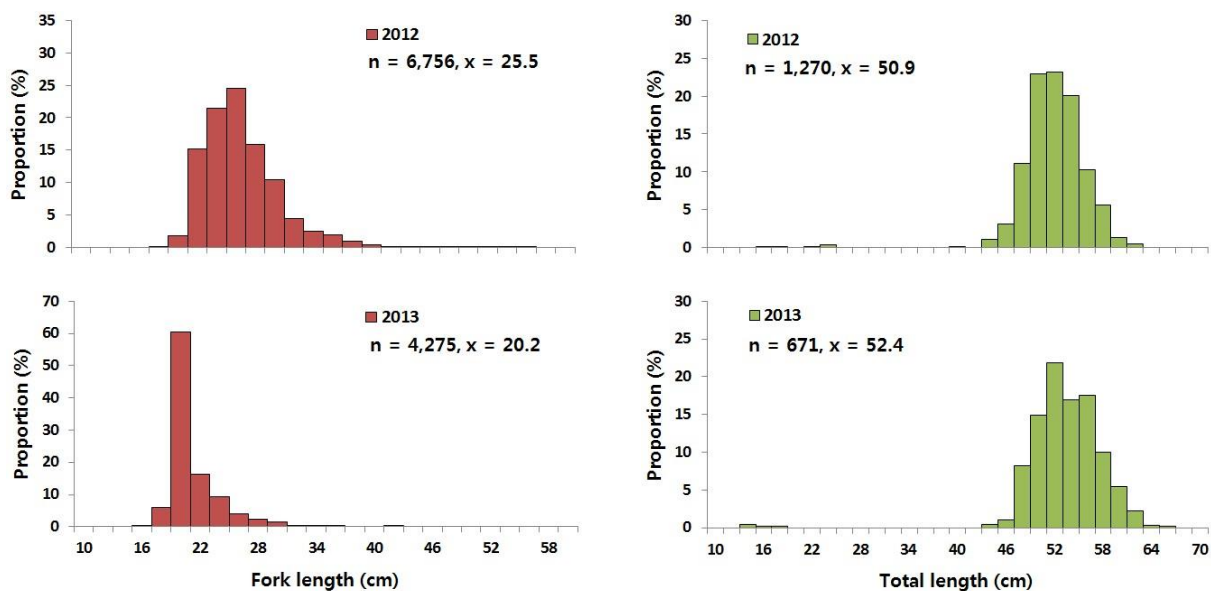 35
30
25
20
15
10
5
0
Proportion (%)
2012
n = 6,756, x = 25.5
30
25
20
15
10
5
0
Proportion (%)
2012
n = 1,270, x = 50.9
70
60
50
40
30
20
10
0
Proportion (%)
2013
n = 4,275, x = 20.2
10 16 22 28 34 40 46 52 58
Fork length (cm)
30
25
20
15
10
5
0
Proportion (%)
2013
n = 671, x = 52.4
10 16 22 28 34 40 46 52 58 64 70
Total length (cm)